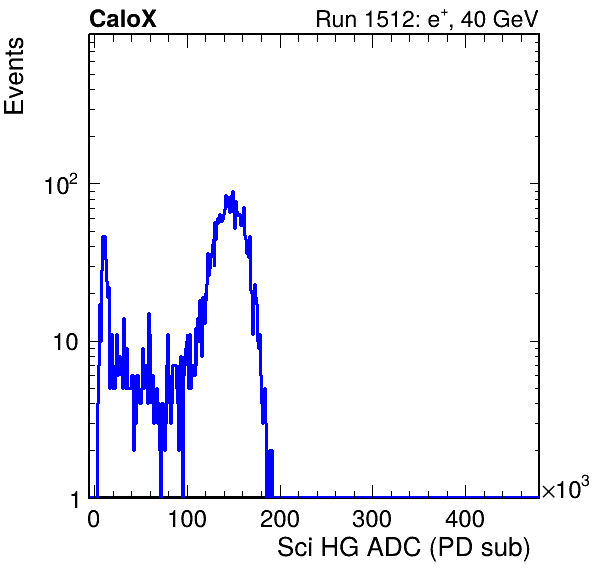 CaloX Run 1512: e⁺, 40 GeV
Events
10²
10
1
0 100 200 300 400 ×10³
Sci HG ADC (PD sub)